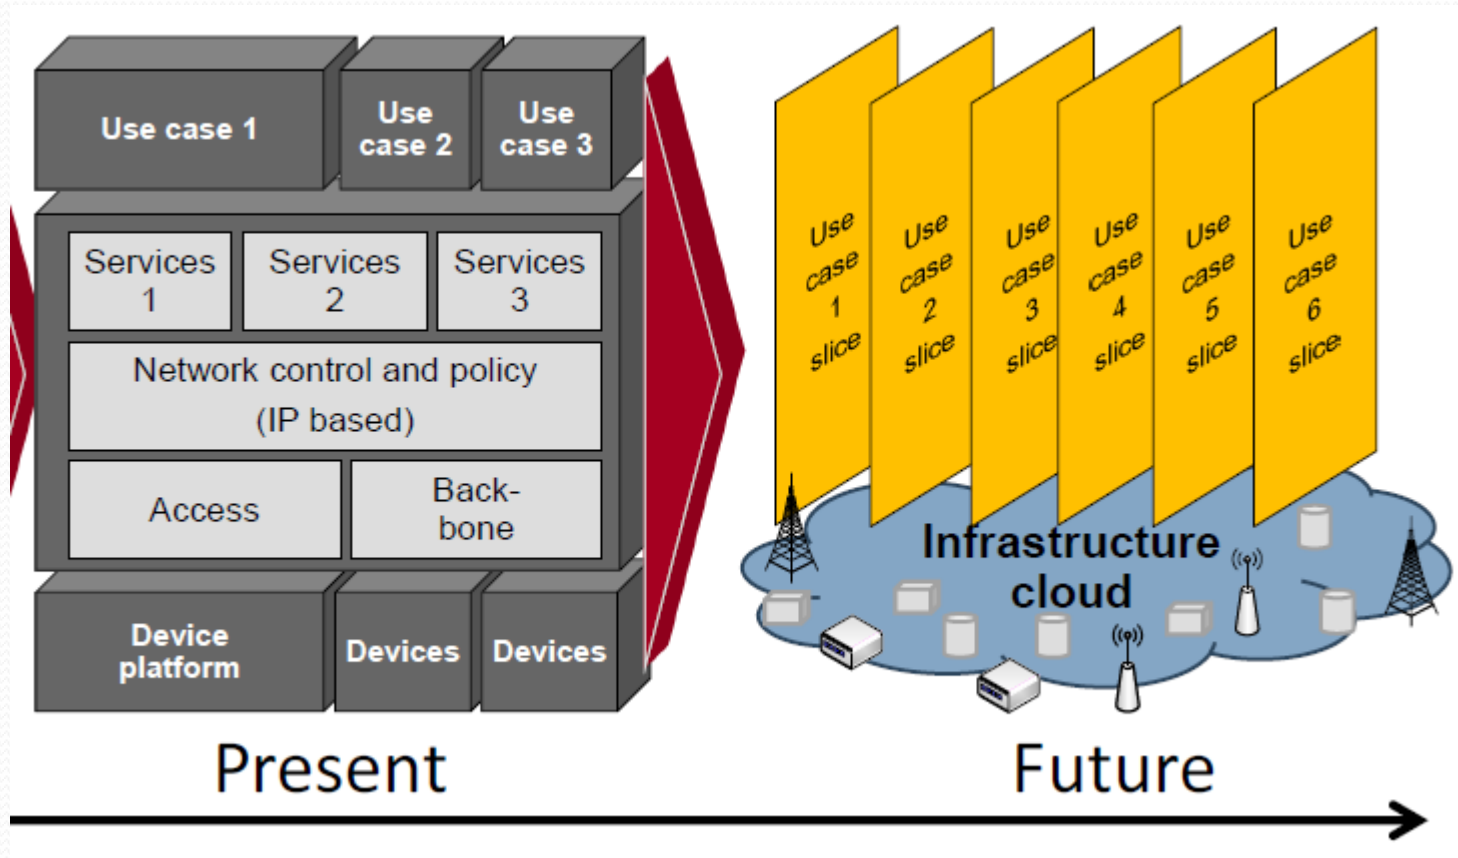 Use case 1
Use
case 2
Use
case 3
Services
1
Services
2
Services
3
Network control and policy
(IP based)
Access
Back-
bone
Device
platform
Devices
Devices
Present
Use
case
1
slice
Use
case
2
slice
Use
case
3
slice
Use
case
4
slice
Use
case
5
slice
Use
case
6
slice
Infrastructure
cloud
Future